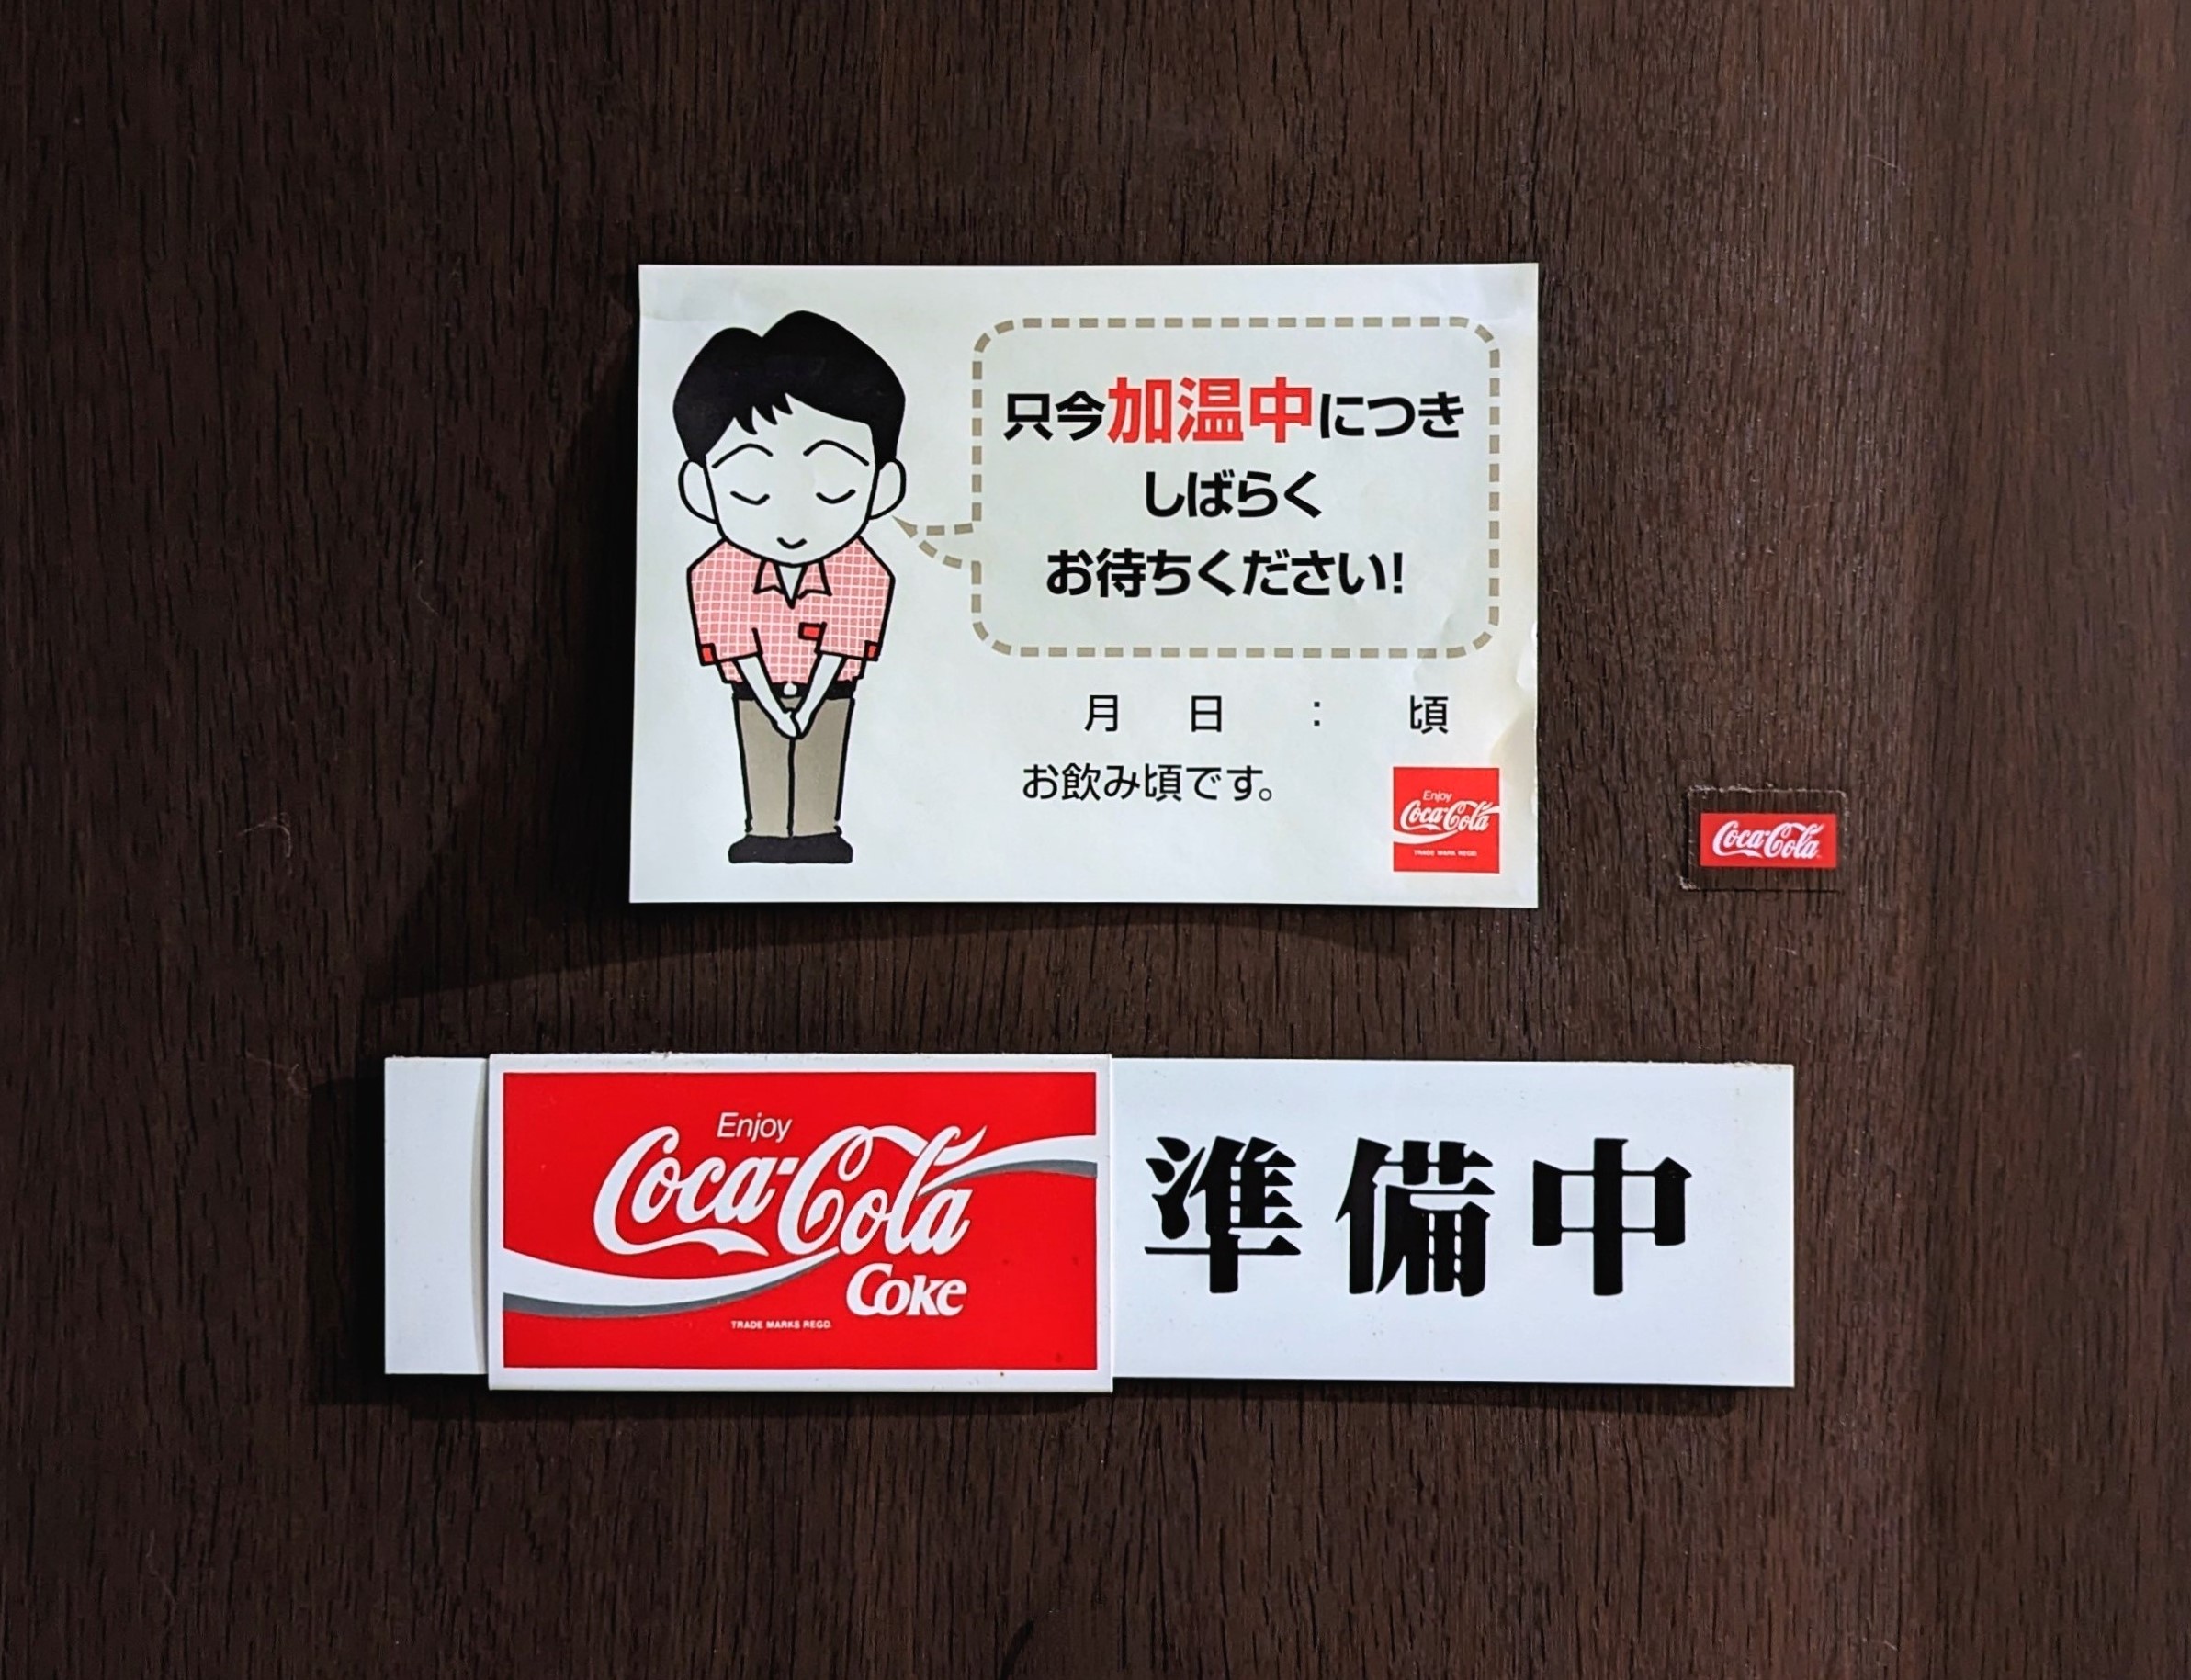 只今加温中につき
しばらく
お待ちください!
月 日 : 頃
お飲み頃です。
Enjoy
Coca-Cola
TRADE MARK REGD
Coca-Cola
Enjoy
Coca-Cola
Coke
TRADE MARKS REGD.
準備中